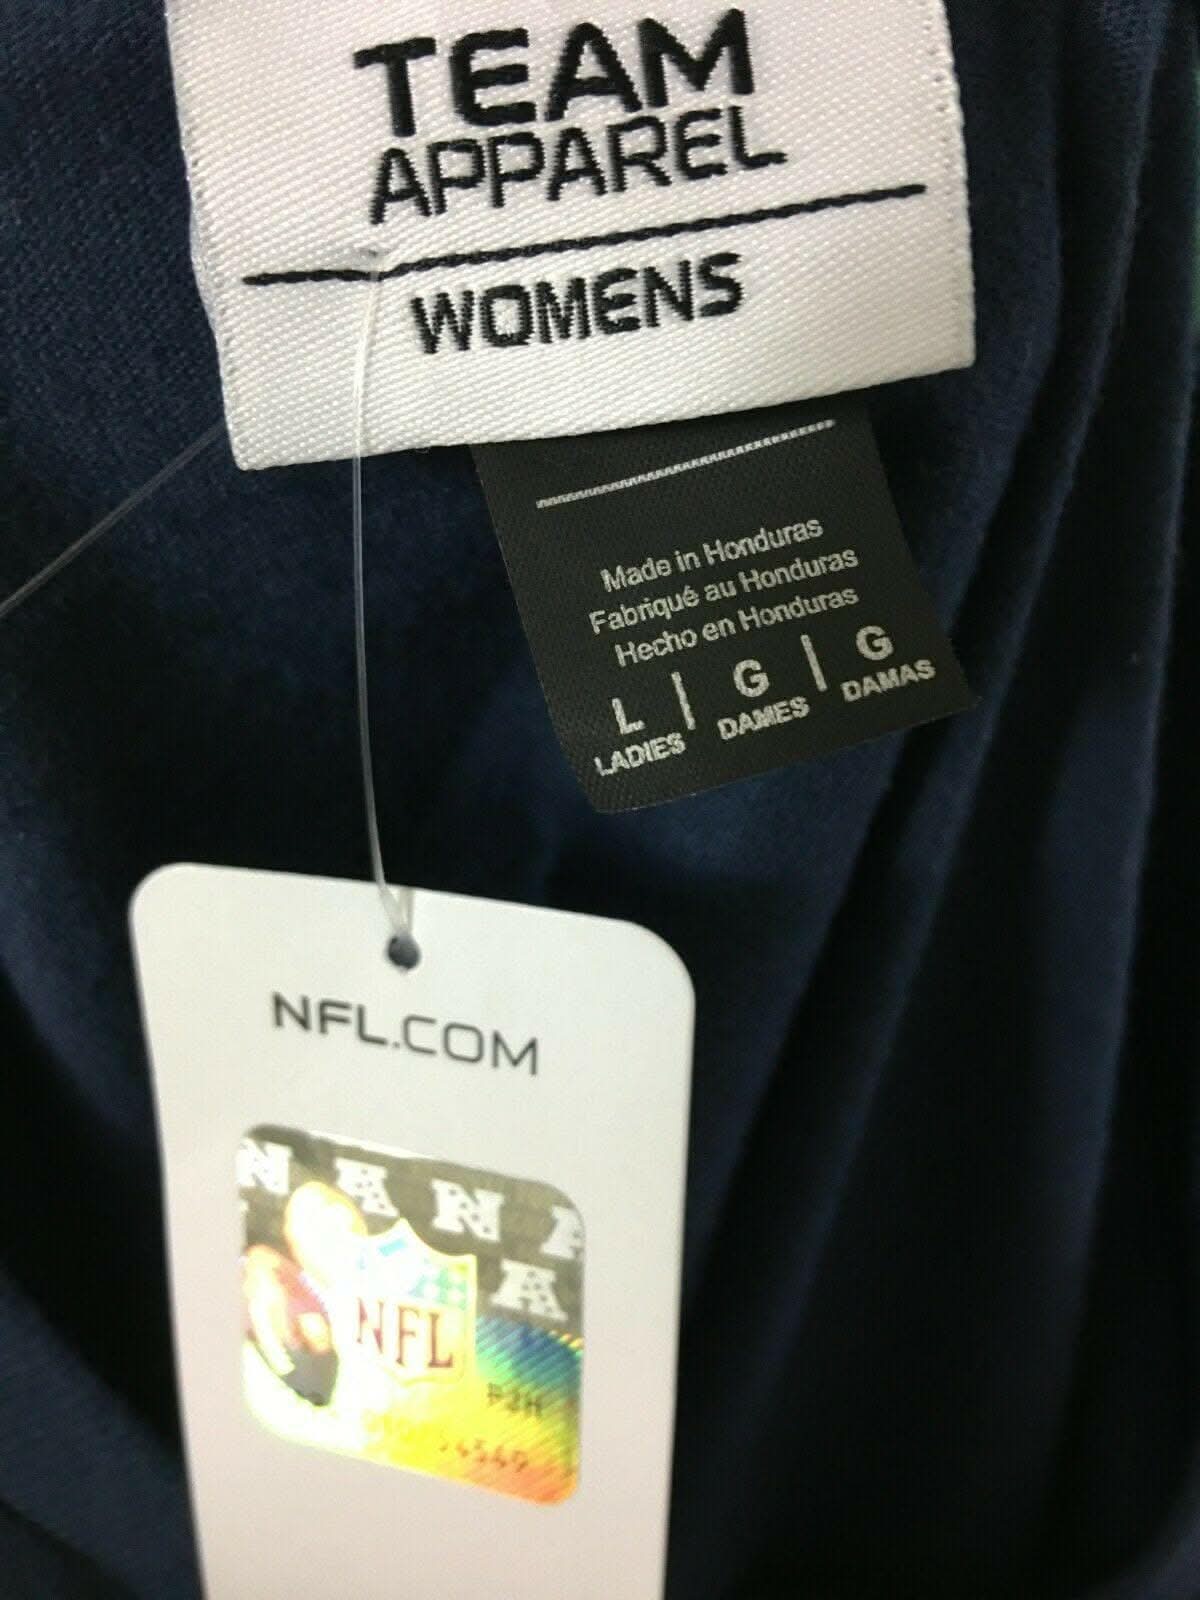 TEAM
APPAREL
WOMENS
Made in Honduras
Fabriqué au Honduras
Hecho en Honduras
L | G | G
LADIES DAMES DAMAS
NFL.COM
N A N A
A
NFL